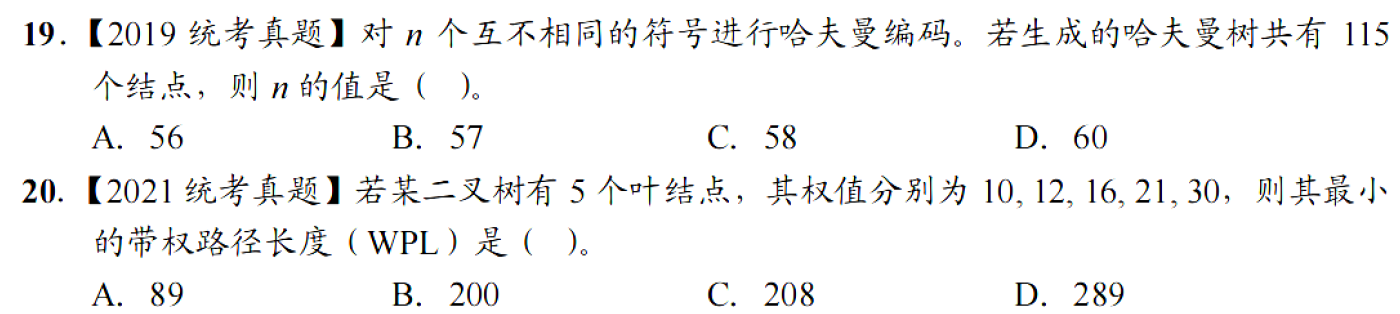 19.【2019 统考真题】对 n 个互不相同的符号进行哈夫曼编码。若生成的哈夫曼树共有 115
个结点，则 n 的值是（ ）。
A. 56 B. 57 C. 58 D. 60
20.【2021 统考真题】若某二叉树有 5 个叶结点，其权值分别为 10, 12, 16, 21, 30，则其最小
的带权路径长度（WPL）是（ ）。
A. 89 B. 200 C. 208 D. 289